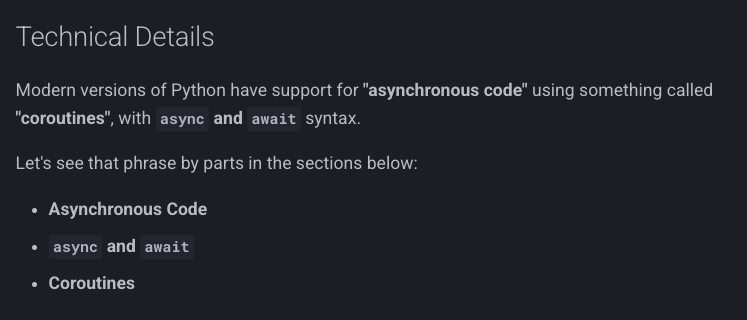 Technical Details
Modern versions of Python have support for "asynchronous code" using something called
"coroutines", with async and await syntax.
Let's see that phrase by parts in the sections below:
• Asynchronous Code
• async and await
• Coroutines